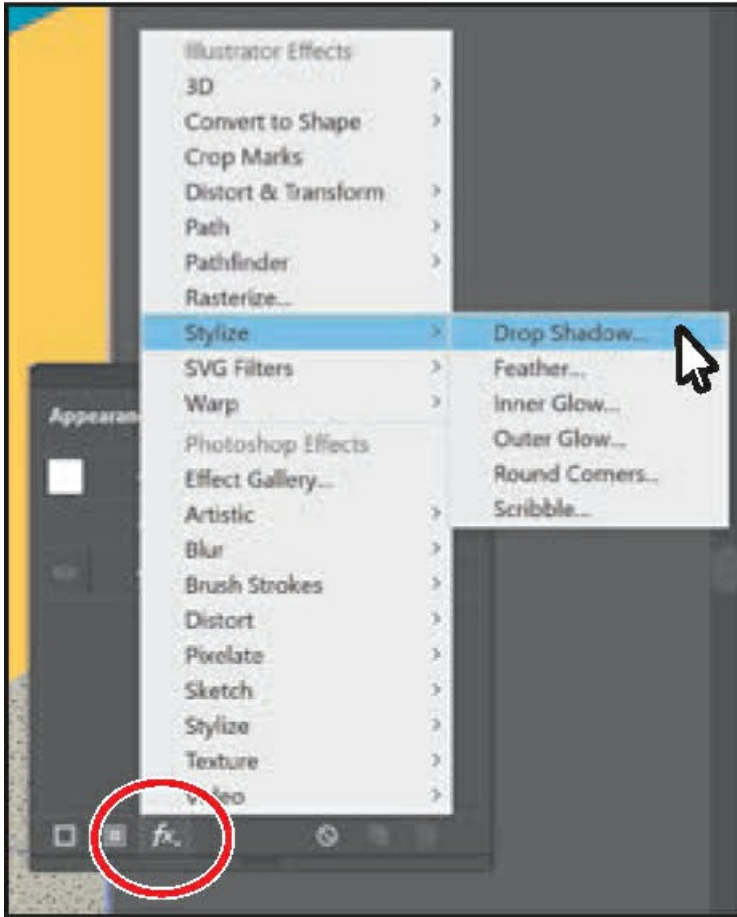 Illustrator Effects
3D
Convert to Shape
Crop Marks
Distort & Transform
Path
Pathfinder
Rasterize...
Stylize
SVG Filters
Warp
Photoshop Effects
Effect Gallery...
Artistic
Blur
Brush Strokes
Distort
Pixelate
Sketch
Stylize
Texture
Video
Drop Shadow...
Feather...
Inner Glow...
Outer Glow...
Round Corners...
Scribble...
Appearan
fx.